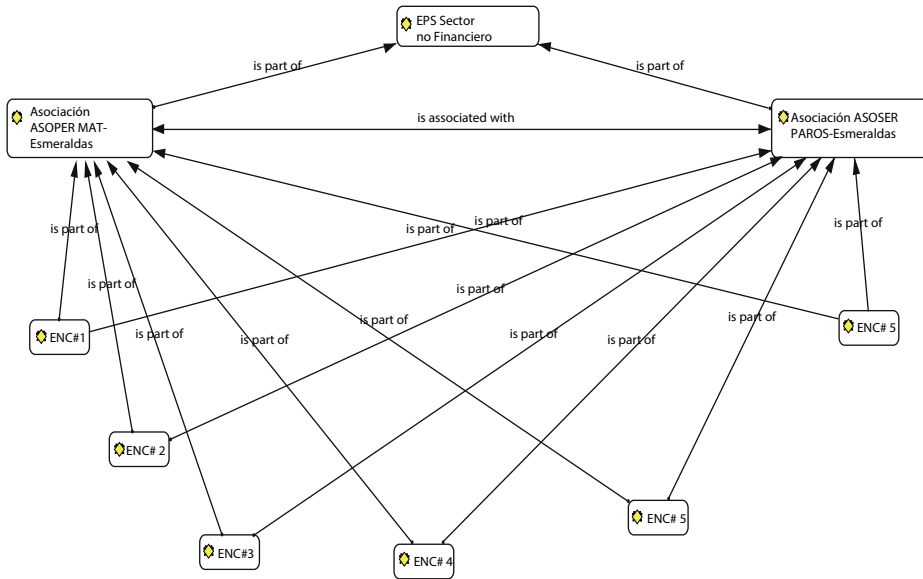 EPS Sector
no Financiero
is part of
is part of
Asociación
ASOPER MAT-
Esmeraldas
is associated with
Asociación ASOSER
PAROS-Esmeraldas
is part of
is part of
is part of
is part of
is part of
is part of
is part of
is part of
is part of
is part of
is part of
is part of
ENC#1
ENC# 5
ENC# 2
ENC# 5
ENC#3
ENC# 4